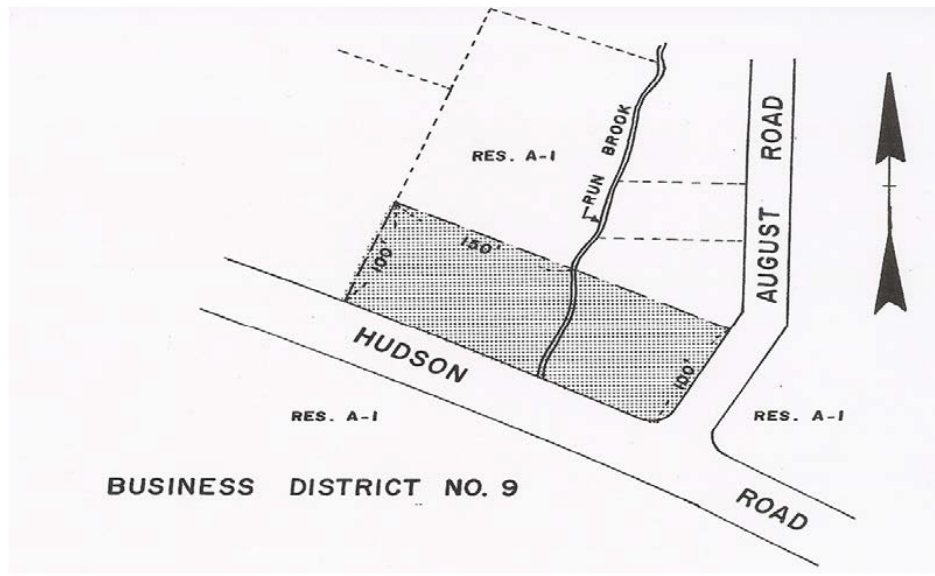 RES. A-1
RUN BROOK
AUGUST ROAD
150'
100'
100'
HUDSON ROAD
RES. A-1
RES. A-1
BUSINESS DISTRICT NO. 9